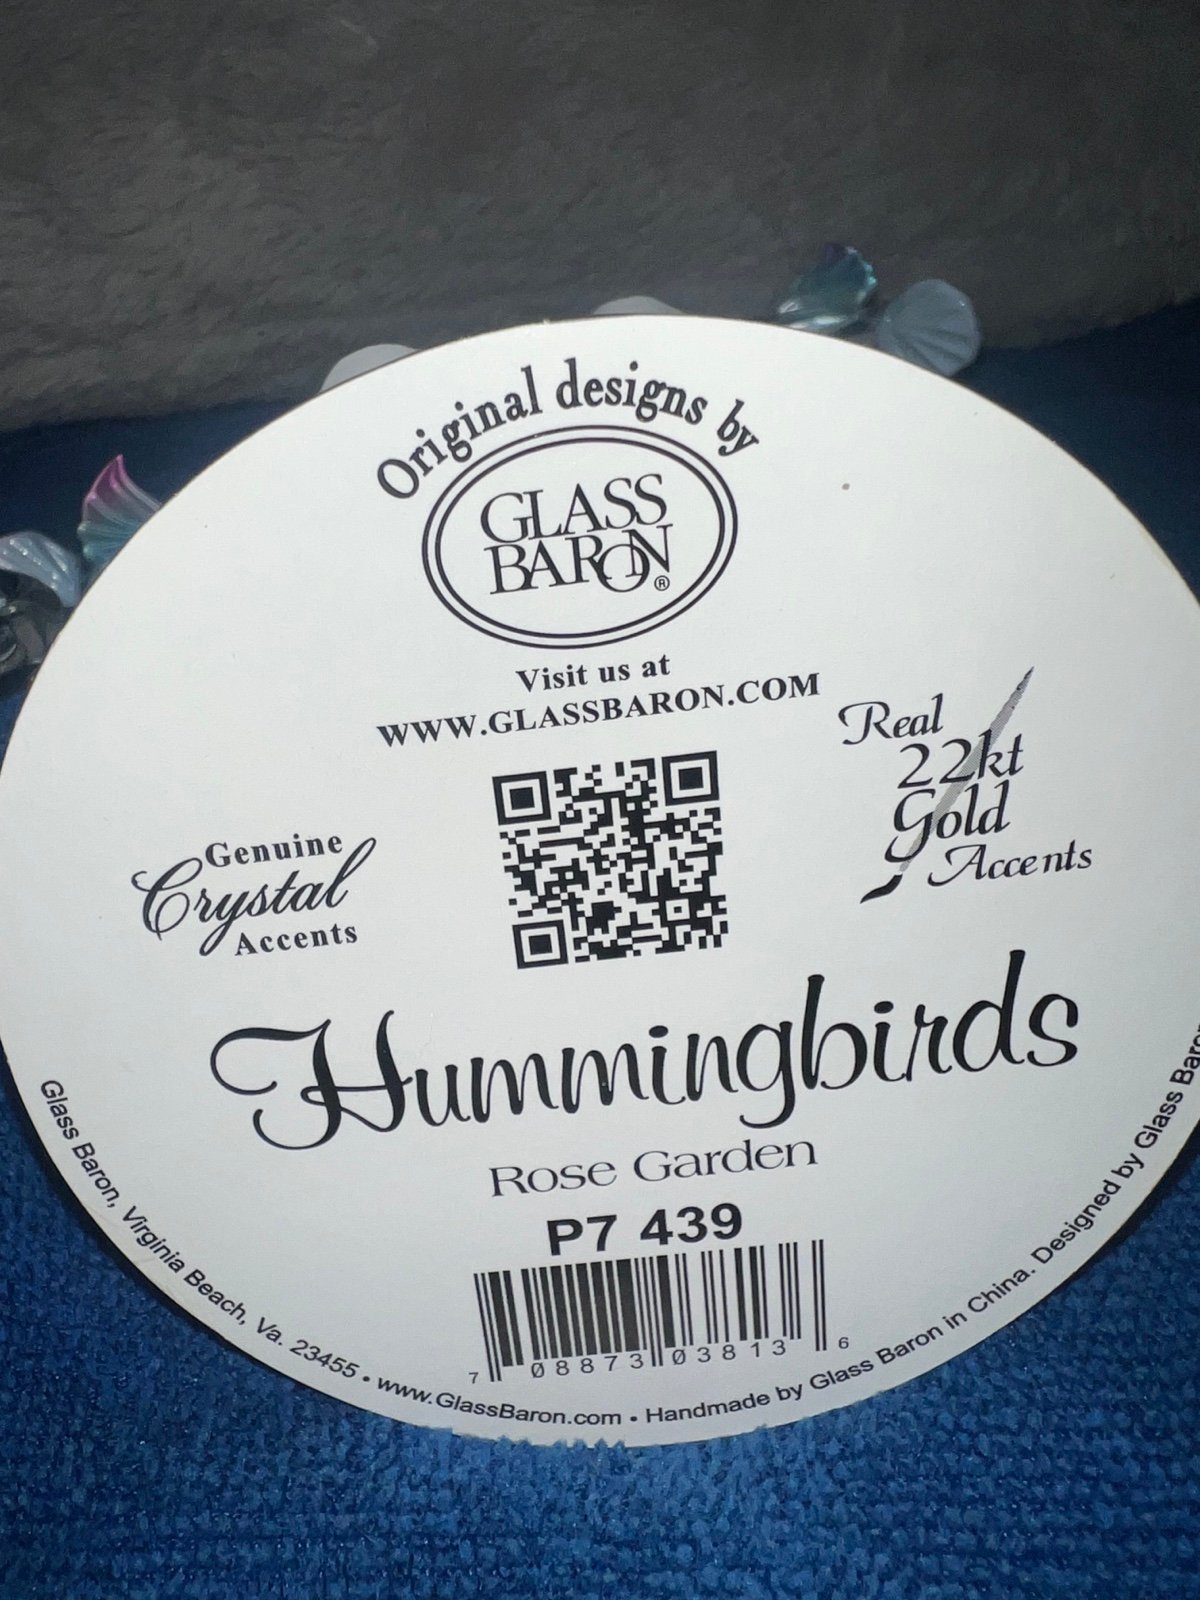 Original designs by
GLASS
BARON®
Visit us at
WWW.GLASSBARON.COM
Real
22kt
Gold
Accents
Genuine
Crystal
Accents
Hummingbirds
Rose Garden
P7 439
7 08873 03813 6
Glass Baron, Virginia Beach, Va. 23455 • www.GlassBaron.com • Handmade by Glass Baron in China. Designed by Glass Baron